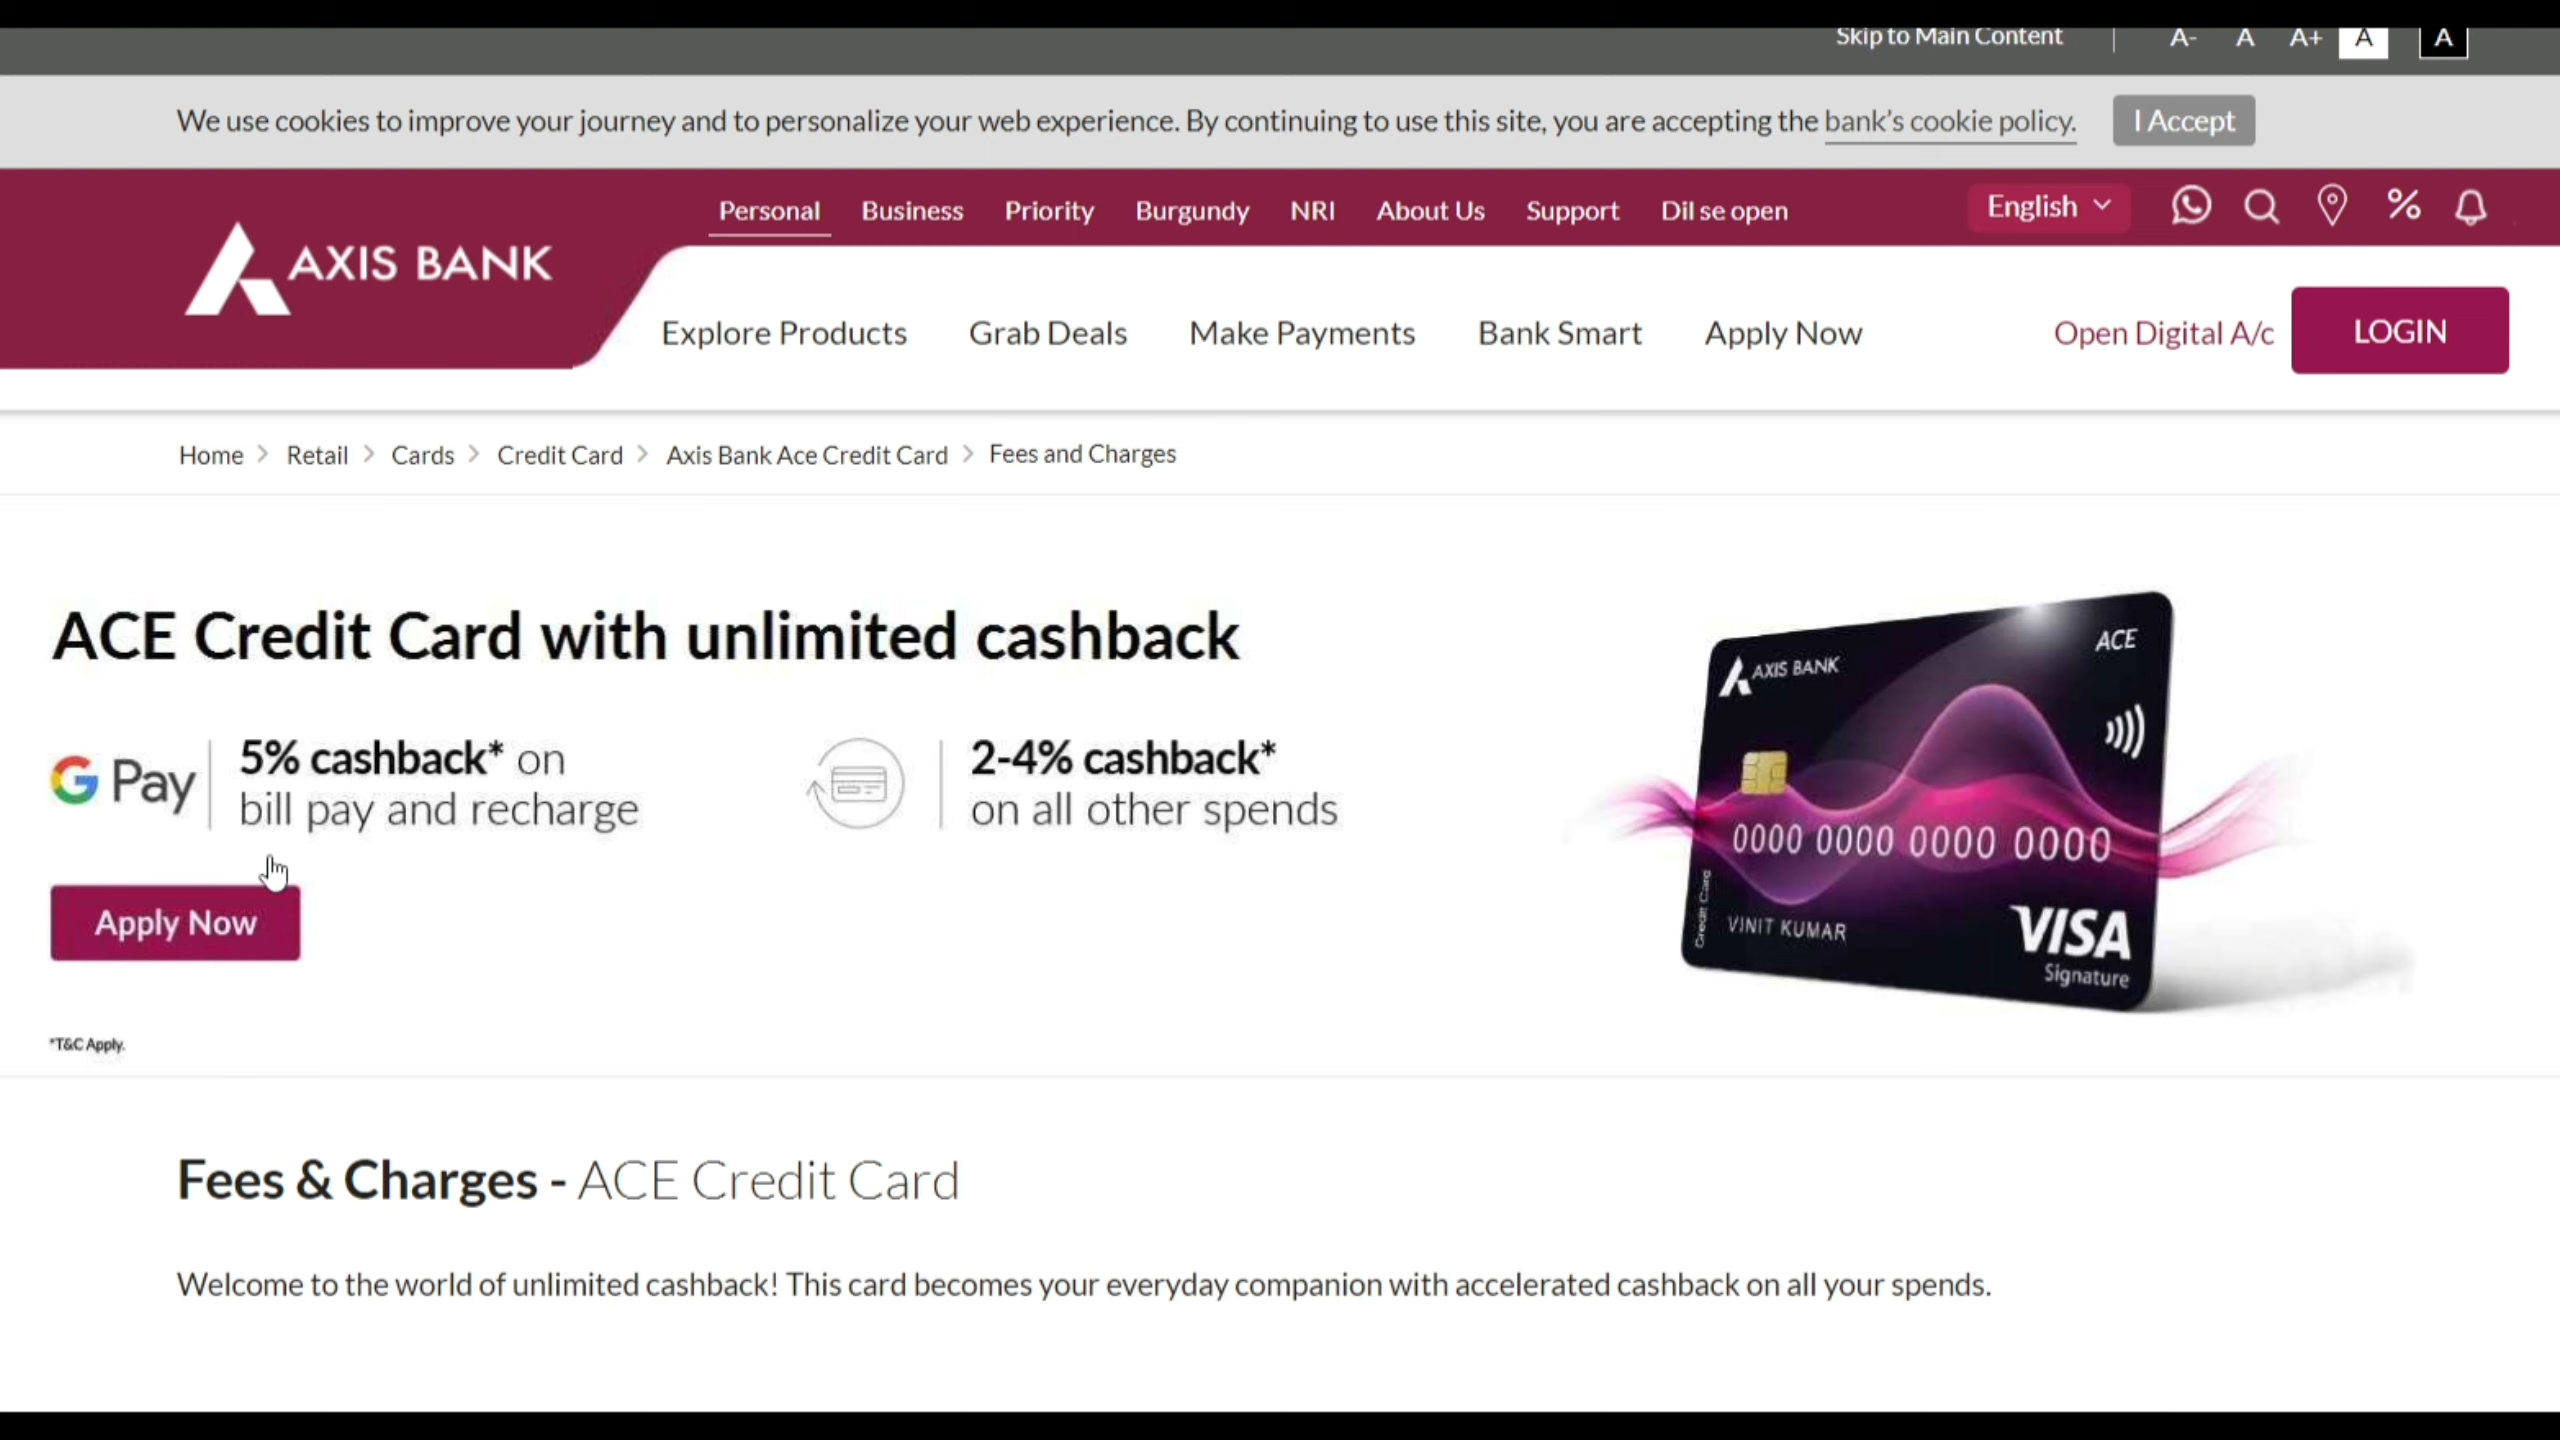 Skip to Main Content A- A A+ A A
We use cookies to improve your journey and to personalize your web experience. By continuing to use this site, you are accepting the bank's cookie policy. I Accept
Personal Business Priority Burgundy NRI About Us Support Dil se open English
AXIS BANK
Explore Products Grab Deals Make Payments Bank Smart Apply Now Open Digital A/c LOGIN
Home > Retail > Cards > Credit Card > Axis Bank Ace Credit Card > Fees and Charges
ACE Credit Card with unlimited cashback
G Pay
5% cashback* on
bill pay and recharge
2-4% cashback*
on all other spends
Apply Now
*T&C Apply.
ACE
AXIS BANK
0000 0000 0000 0000
Credit Card
VINIT KUMAR
VISA
Signature
Fees & Charges - ACE Credit Card
Welcome to the world of unlimited cashback! This card becomes your everyday companion with accelerated cashback on all your spends.